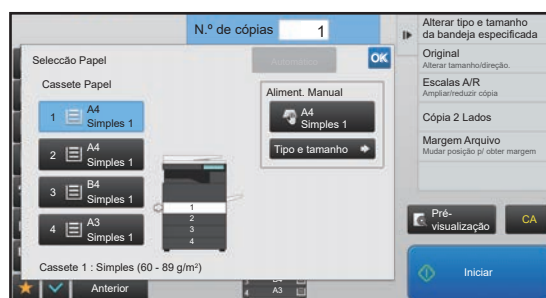 N.º de cópias 1
Selecção Papel
Automático
OK
Cassete Papel
1 A4
Simples 1
2 A4
Simples 1
3 B4
Simples 1
4 A3
Simples 1
1
2
3
4
Aliment. Manual
A4
Simples 1
Tipo e tamanho
Cassete 1 : Simples (60 - 89 g/m²)
Anterior
4 A3
Alterar tipo e tamanho
da bandeja especificada
Original
Alterar tamanho/direção.
Escalas A/R
Ampliar/reduzir cópia
Cópia 2 Lados
Margem Arquivo
Mudar posição p/ obter margem
Pré-
visualização
CA
Iniciar